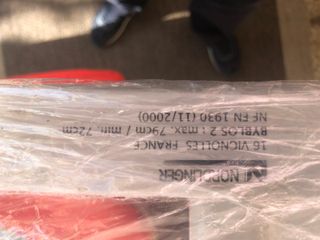 NORDLINGER
16 VIGNOLLES FRANCE
BYBLOS 2 : max. 79cm / min. 72cm
NF EN 1930 (11/2000)